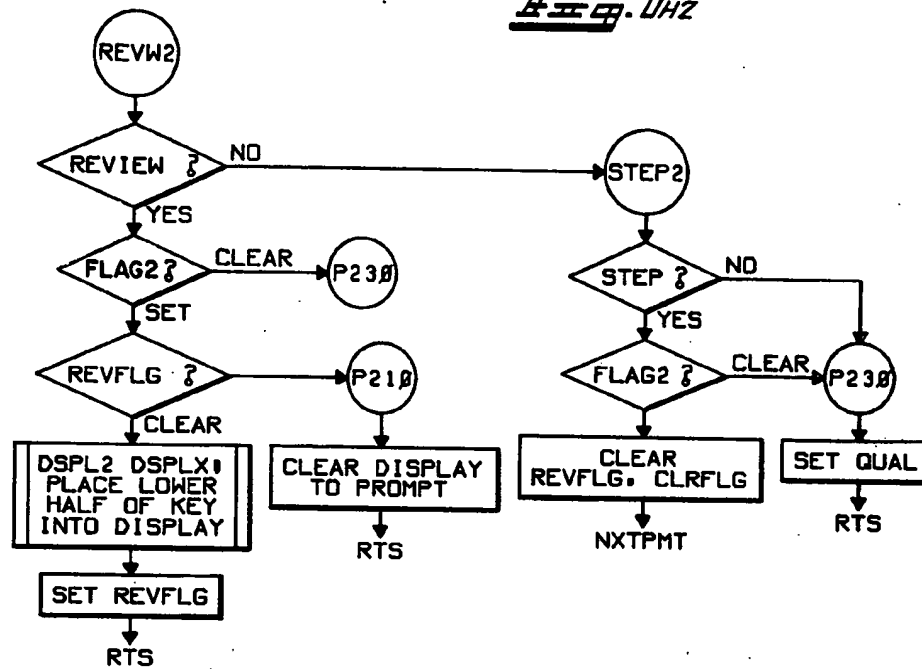 REVW2
REVIEW ?
NO
YES
STEP2
FLAG2?
CLEAR
P230
SET
STEP ?
NO
YES
REVFLG ?
P210
CLEAR
FLAG2 ?
CLEAR
P230
DSPL2 DSPLX:
PLACE LOWER
HALF OF KEY
INTO DISPLAY
CLEAR DISPLAY
TO PROMPT
CLEAR
REVFLG. CLRFLG
SET QUAL
RTS
NXTPMT
RTS
SET REVFLG
RTS